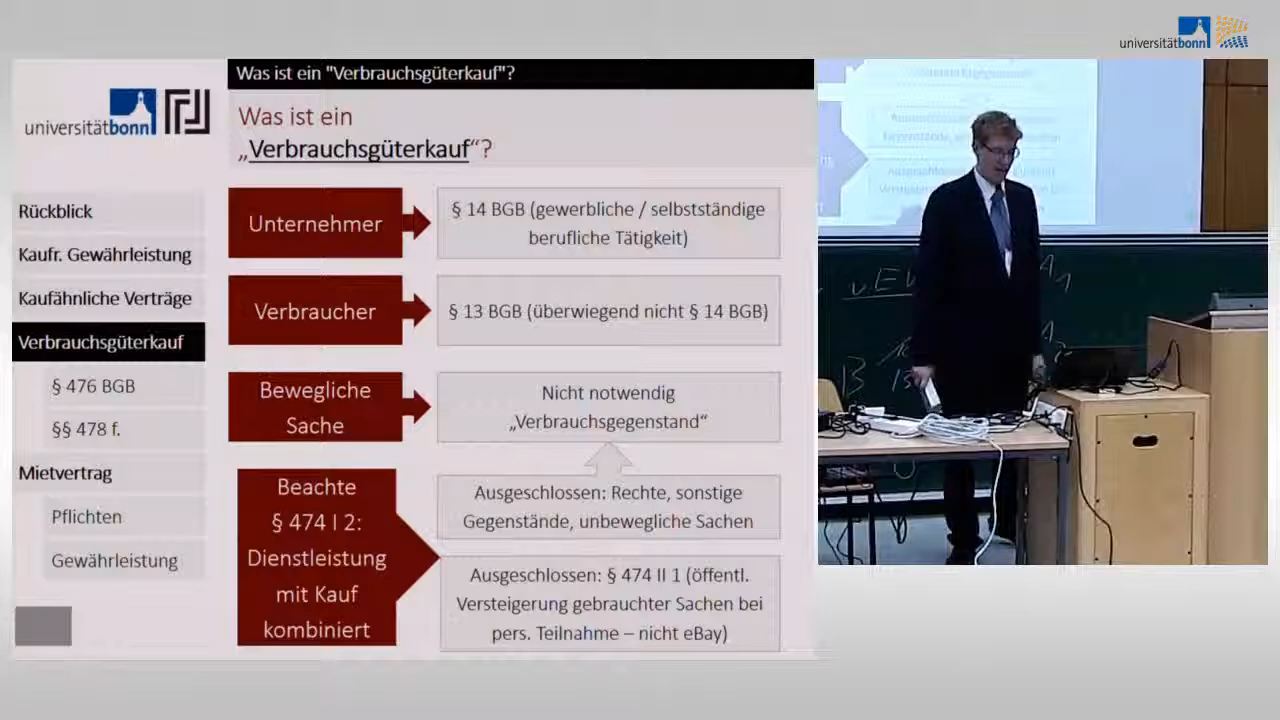 universitätbonn
Was ist ein "Verbrauchsgüterkauf"?
universitätbonn
Was ist ein
„Verbrauchsgüterkauf“?
Rückblick
Kaufr. Gewährleistung
Kaufähnliche Verträge
Verbrauchsgüterkauf
§ 476 BGB
§§ 478 f.
Mietvertrag
Pflichten
Gewährleistung
Unternehmer
§ 14 BGB (gewerbliche / selbstständige
berufliche Tätigkeit)
Verbraucher
§ 13 BGB (überwiegend nicht § 14 BGB)
Bewegliche
Sache
Nicht notwendig
„Verbrauchsgegenstand“
Beachte
§ 474 I 2:
Dienstleistung
mit Kauf
kombiniert
Ausgeschlossen: Rechte, sonstige
Gegenstände, unbewegliche Sachen
Ausgeschlossen: § 474 II 1 (öffentl.
Versteigerung gebrauchter Sachen bei
pers. Teilnahme – nicht eBay)